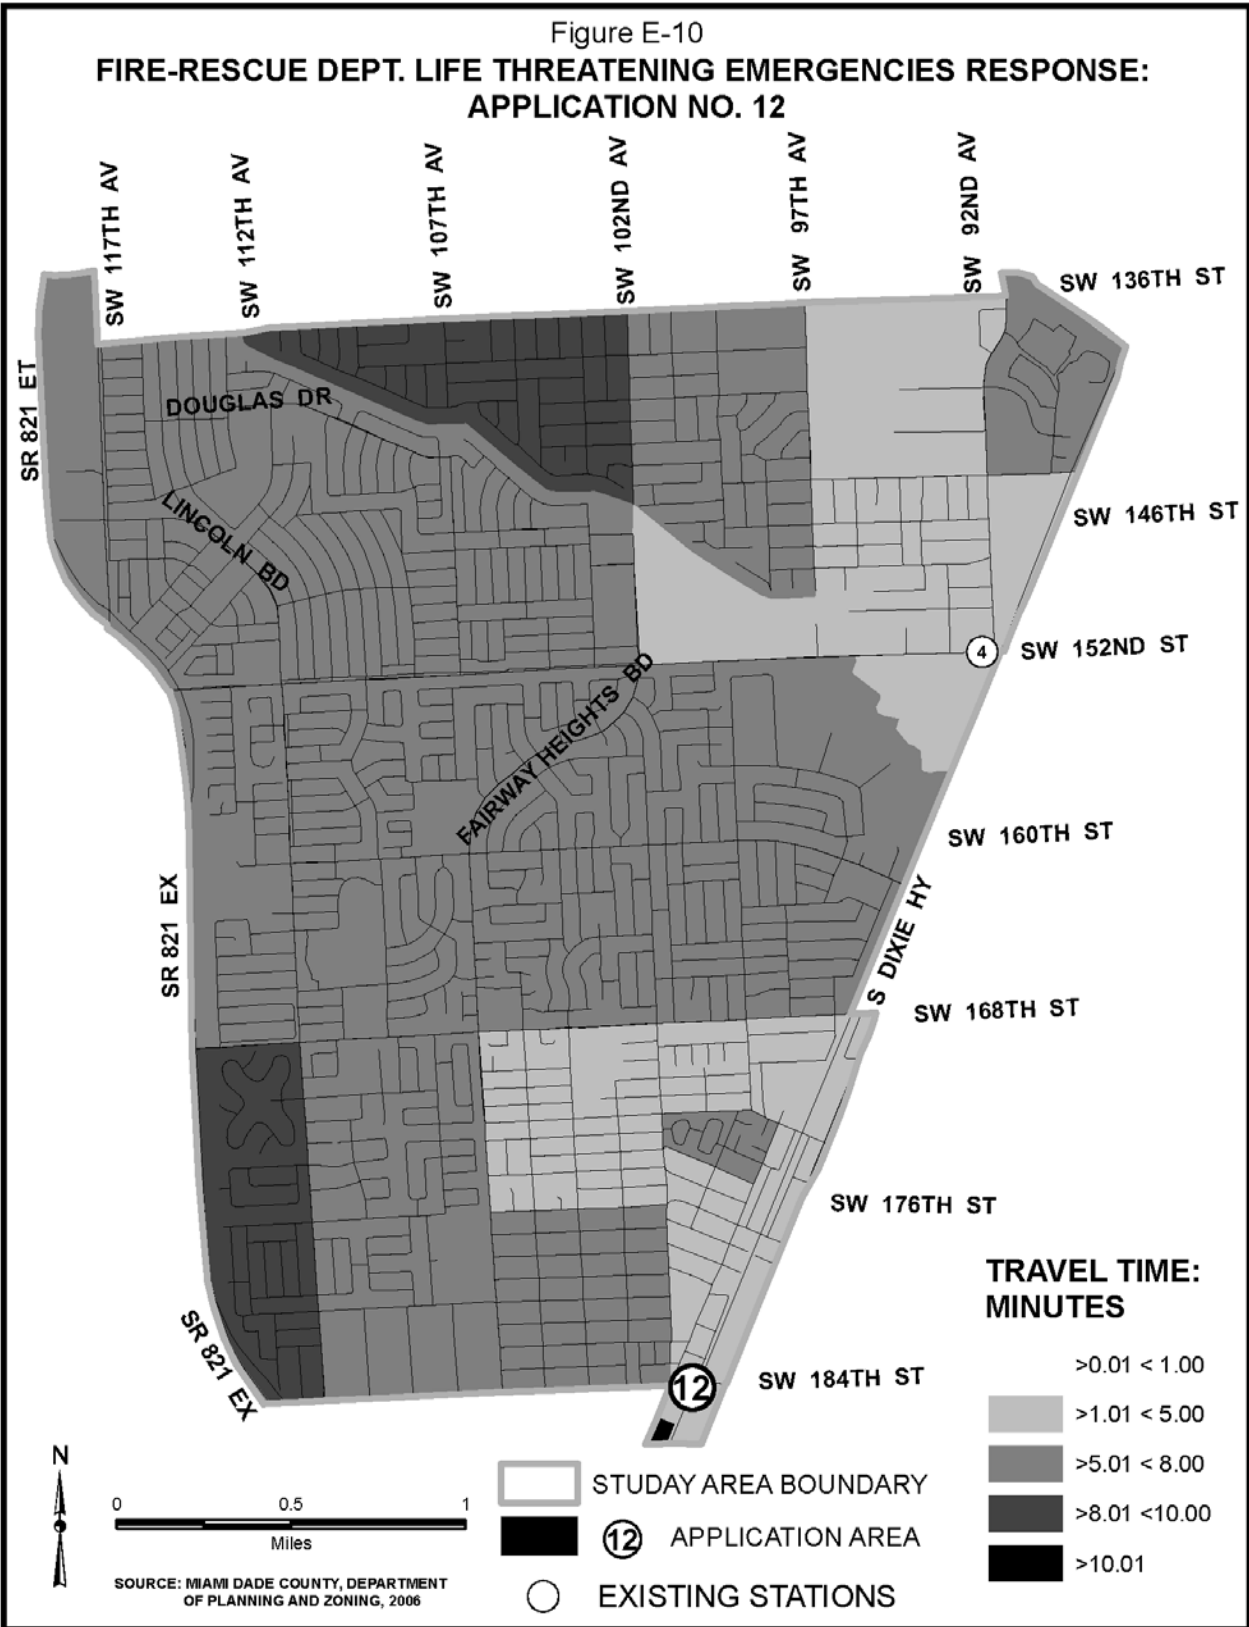 Figure E-10
FIRE-RESCUE DEPT. LIFE THREATENING EMERGENCIES RESPONSE:
APPLICATION NO. 12
SW 117TH AV
SW 112TH AV
SW 107TH AV
SW 102ND AV
SW 97TH AV
SW 92ND AV
SW 136TH ST
SR 821 ET
DOUGLAS DR
LINCOLN BD
SW 146TH ST
4
SW 152ND ST
FAIRWAY HEIGHTS BD
SW 160TH ST
SR 821 EX
S DIXIE HY
SW 168TH ST
SW 176TH ST
SR 821 EX
12
SW 184TH ST
TRAVEL TIME:
MINUTES
>0.01 < 1.00
>1.01 < 5.00
>5.01 < 8.00
>8.01 <10.00
>10.01
N
0 0.5 1
Miles
SOURCE: MIAMI DADE COUNTY, DEPARTMENT
OF PLANNING AND ZONING, 2006
STUDAY AREA BOUNDARY
12 APPLICATION AREA
EXISTING STATIONS